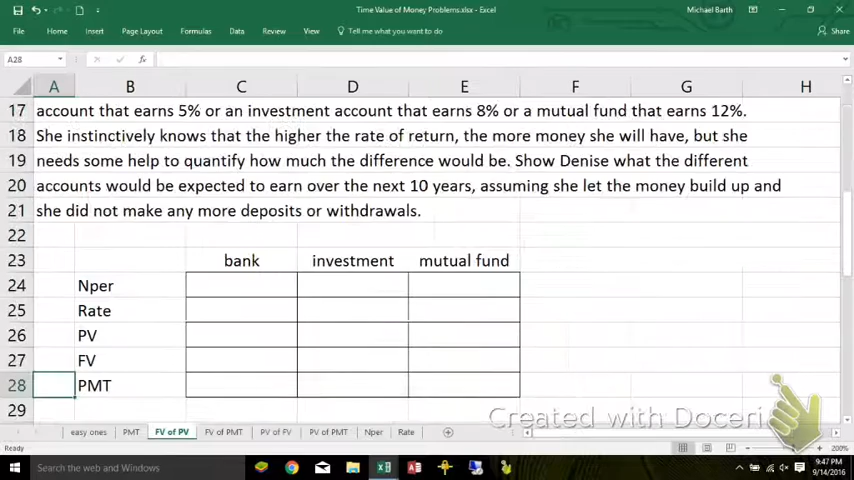 Time Value of Money Problems.xlsx - Excel
Michael Barth
File Home Insert Page Layout Formulas Data Review View Tell me what you want to do Share
A28 fx
A B C D E F G H
17 account that earns 5% or an investment account that earns 8% or a mutual fund that earns 12%.
18 She instinctively knows that the higher the rate of return, the more money she will have, but she
19 needs some help to quantify how much the difference would be. Show Denise what the different
20 accounts would be expected to earn over the next 10 years, assuming she let the money build up and
21 she did not make any more deposits or withdrawals.
22
23 bank investment mutual fund
24 Nper
25 Rate
26 PV
27 FV
28 PMT
29
Created with Doceri
easy ones PMT FV of PV FV of PMT PV of FV PV of PMT Nper Rate
Ready 200%
Search the web and Windows
9:47 PM
9/14/2016